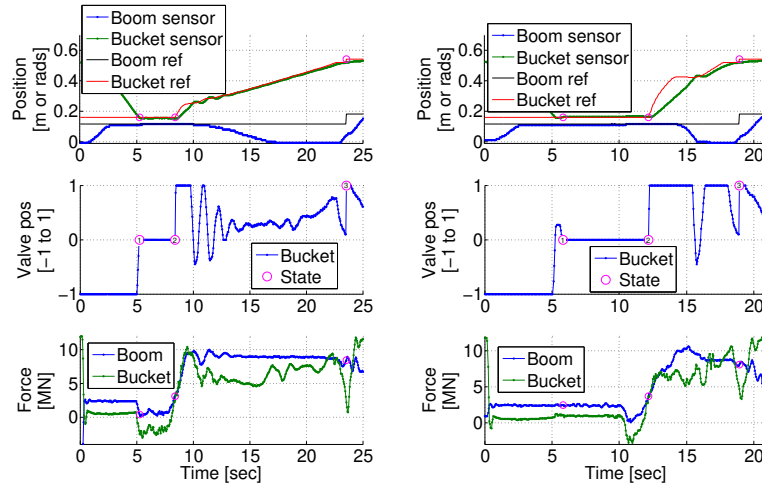 Boom sensor
Bucket sensor
Boom ref
Bucket ref
Position
[m or rads]
0.6
0.4
0.2
0
0 5 10 15 20 25
Valve pos
[−1 to 1]
1
0
−1
1
2
3
Bucket
State
0 5 10 15 20 25
Force
[MN]
10
5
0
Boom
Bucket
0 5 10 15 20 25
Time [sec]
Boom sensor
Bucket sensor
Boom ref
Bucket ref
Position
[m or rads]
0.6
0.4
0.2
0
0 5 10 15 20
Valve pos
[−1 to 1]
1
0
−1
1
2
3
Bucket
State
0 5 10 15 20
Force
[MN]
10
5
0
Boom
Bucket
0 5 10 15 20
Time [sec]